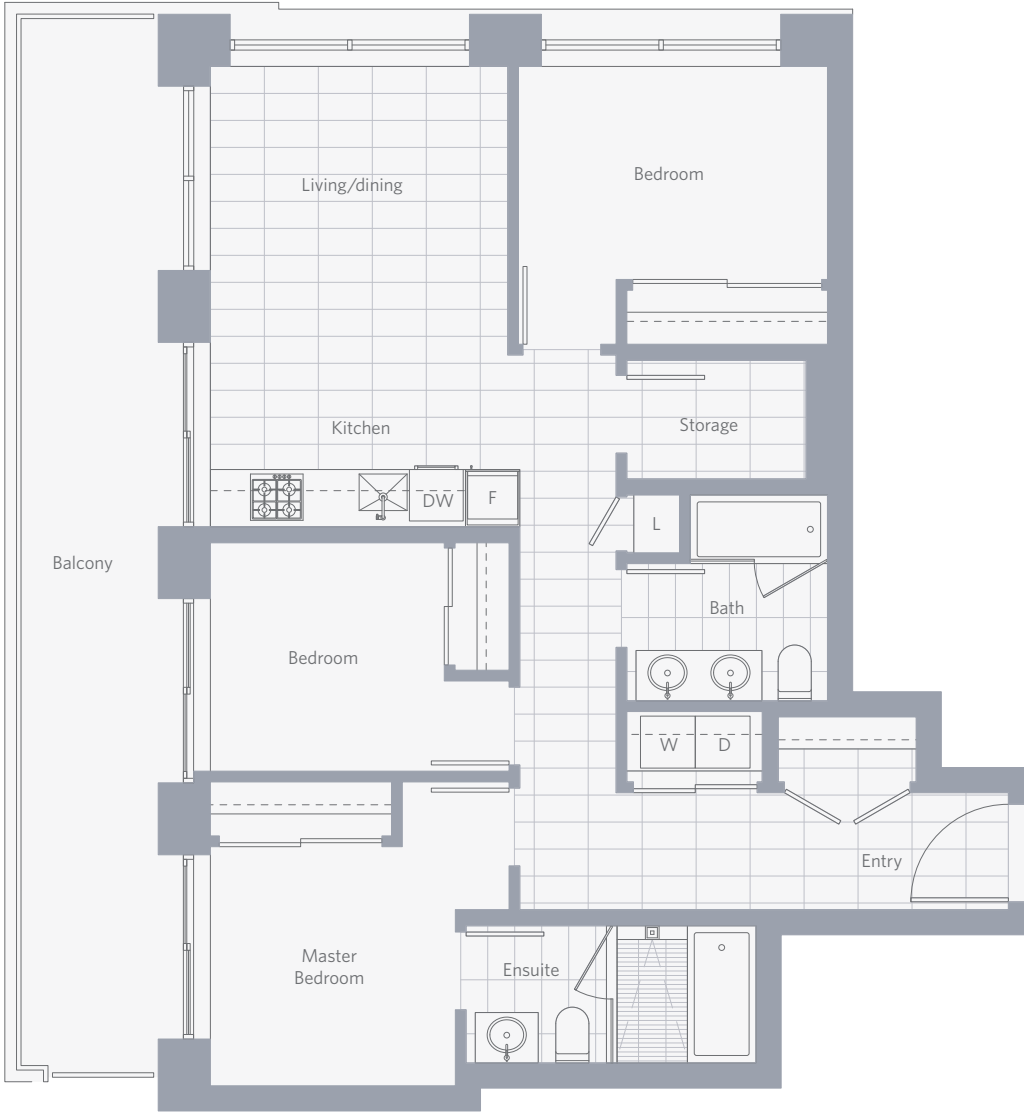 Living/dining
Bedroom
Kitchen
Storage
DW
F
L
Balcony
Bath
Bedroom
W
D
Entry
Master
Bedroom
Ensuite